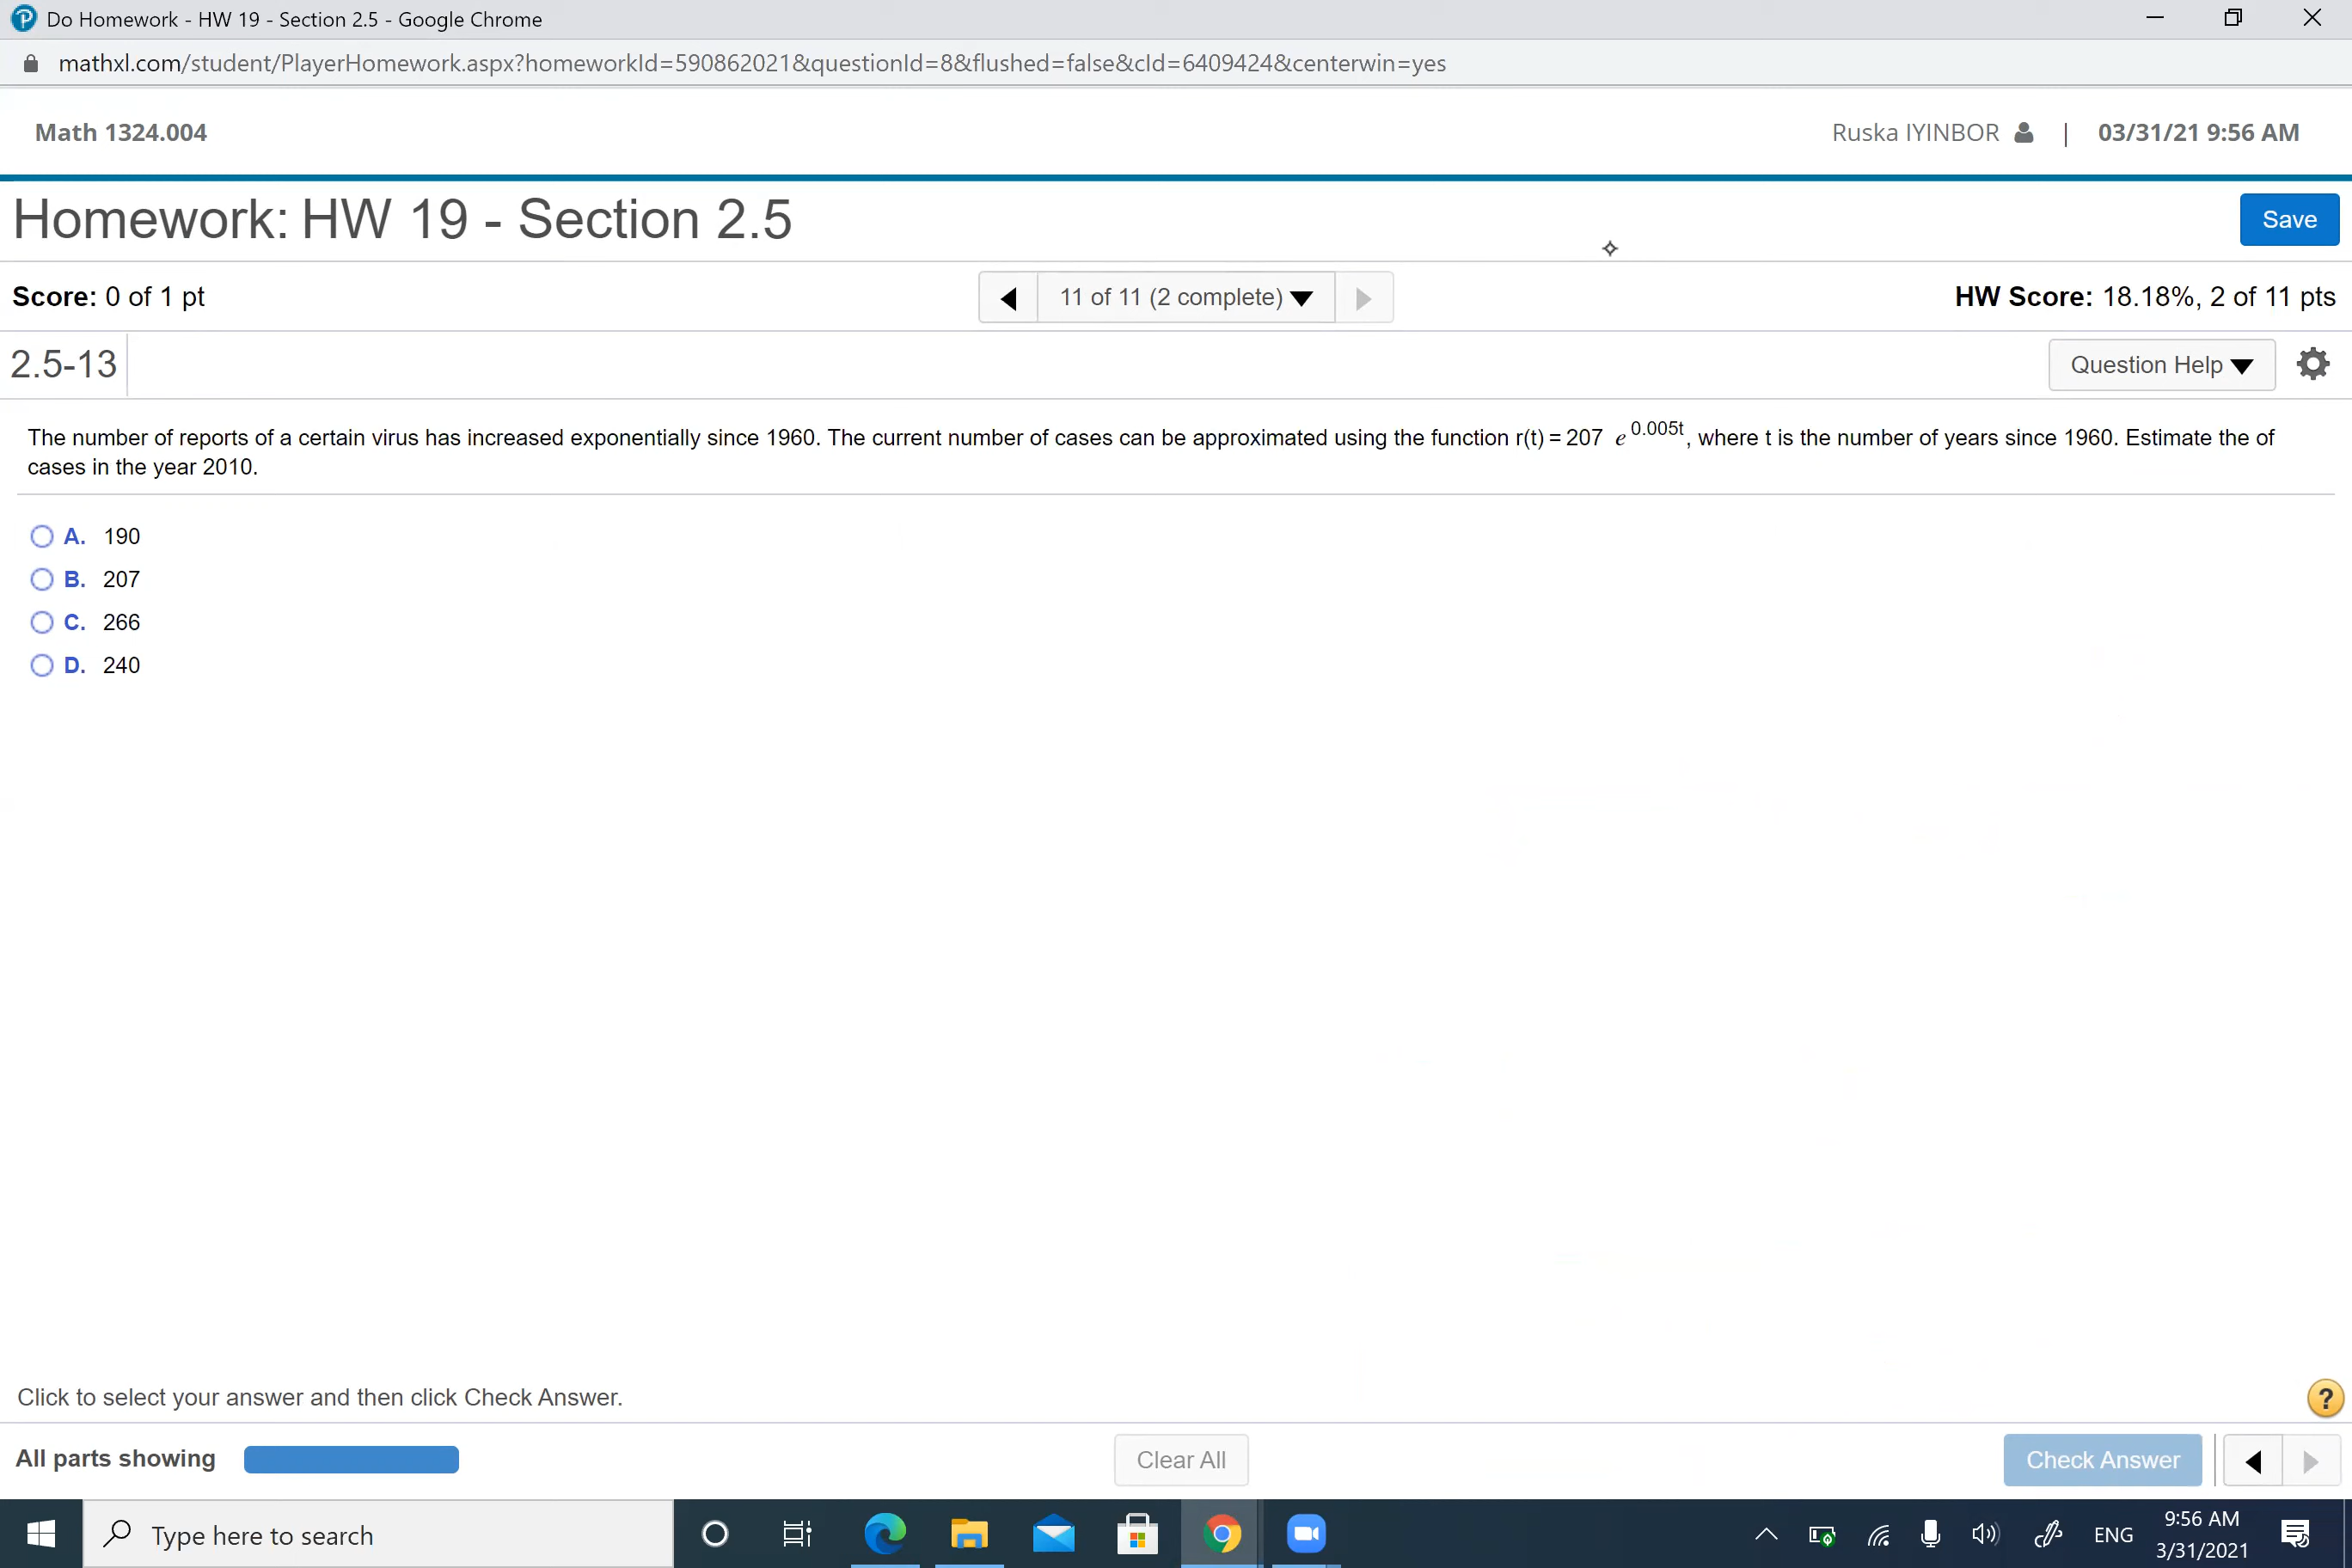 Do Homework - HW 19 - Section 2.5 - Google Chrome
mathxl.com/student/PlayerHomework.aspx?homeworkId=590862021&questionId=8&flushed=false&cId=6409424&centerwin=yes
Math 1324.004
Ruska IYINBOR | 03/31/21 9:56 AM
Homework: HW 19 - Section 2.5
Save
Score: 0 of 1 pt
11 of 11 (2 complete)
HW Score: 18.18%, 2 of 11 pts
2.5-13
Question Help
The number of reports of a certain virus has increased exponentially since 1960. The current number of cases can be approximated using the function r(t) = 207 e^0.005t, where t is the number of years since 1960. Estimate the of
cases in the year 2010.
A. 190
B. 207
C. 266
D. 240
Click to select your answer and then click Check Answer.
?
All parts showing
Clear All
Check Answer
Type here to search
ENG
9:56 AM
3/31/2021